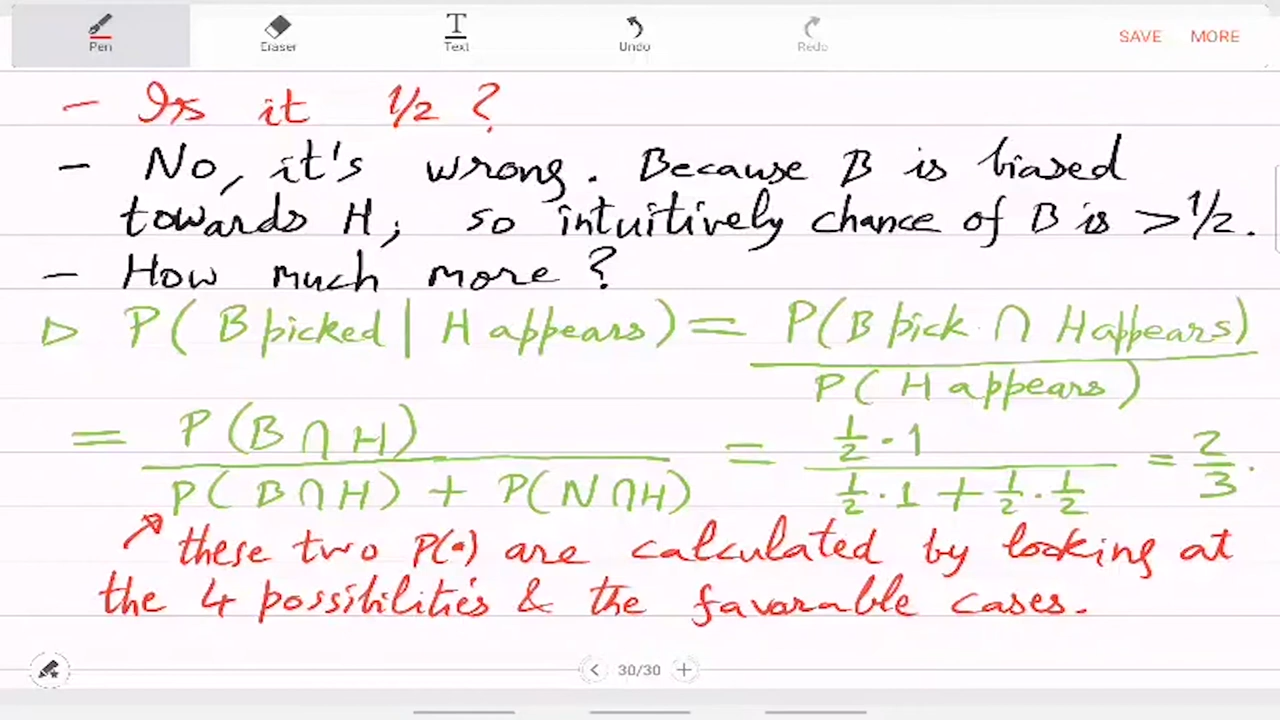 Pen Eraser Text Undo Redo SAVE MORE
- Is it 1/2 ?
- No, it's wrong. Because B is biased
towards H; so intuitively chance of B is > 1/2.
- How much more?
▷ P( B picked | H appears ) = P(B pick ∩ H appears) / P( H appears )
= P(B ∩ H) / P( B ∩ H) + P(N ∩ H) = 1/2 · 1 / 1/2 · 1 + 1/2 · 1/2 = 2/3 .
↗ these two P(·) are calculated by looking at
the 4 possibilities & the favorable cases.
< 30/30 +